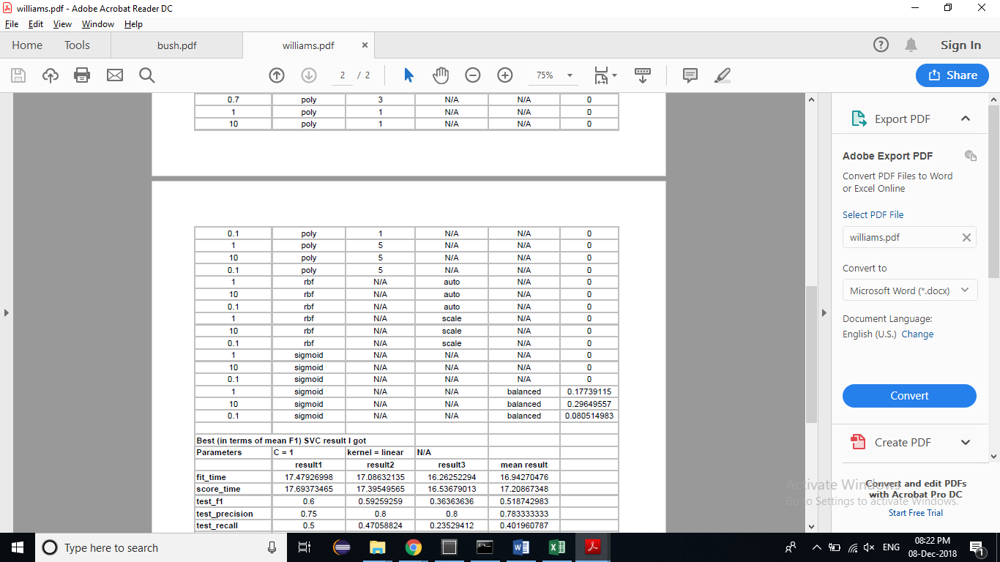 williams.pdf - Adobe Acrobat Reader DC
File Edit View Window Help
Home Tools bush.pdf williams.pdf × Sign In
2 / 2 75% Share
0.7 poly 3 N/A N/A 0
1 poly 1 N/A N/A 0
10 poly 1 N/A N/A 0
0.1 poly 1 N/A N/A 0
1 poly 5 N/A N/A 0
10 poly 5 N/A N/A 0
0.1 poly 5 N/A N/A 0
1 rbf N/A auto N/A 0
10 rbf N/A auto N/A 0
0.1 rbf N/A auto N/A 0
1 rbf N/A scale N/A 0
10 rbf N/A scale N/A 0
0.1 rbf N/A scale N/A 0
1 sigmoid N/A N/A N/A 0
10 sigmoid N/A N/A N/A 0
0.1 sigmoid N/A N/A N/A 0
1 sigmoid N/A N/A balanced 0.17739115
10 sigmoid N/A N/A balanced 0.29649557
0.1 sigmoid N/A N/A balanced 0.080514983
Best (in terms of mean F1) SVC result I got
Parameters C = 1 kernel = linear N/A
result1 result2 result3 mean result
fit_time 17.47926998 17.08632135 16.26252294 16.94270476
score_time 17.69373465 17.39549565 16.53679013 17.20867348
test_f1 0.6 0.59259259 0.36363636 0.518742983
test_precision 0.75 0.8 0.8 0.783333333
test_recall 0.5 0.47058824 0.23529412 0.401960787
Export PDF
Adobe Export PDF
Convert PDF Files to Word
or Excel Online
Select PDF File
williams.pdf
Convert to
Microsoft Word (*.docx)
Document Language:
English (U.S.) Change
Convert
Create PDF
Activate Windows
Go to Settings to activate Windows.
Convert and edit PDFs
with Acrobat Pro DC
Start Free Trial
Type here to search
ENG
08:22 PM
08-Dec-2018
1